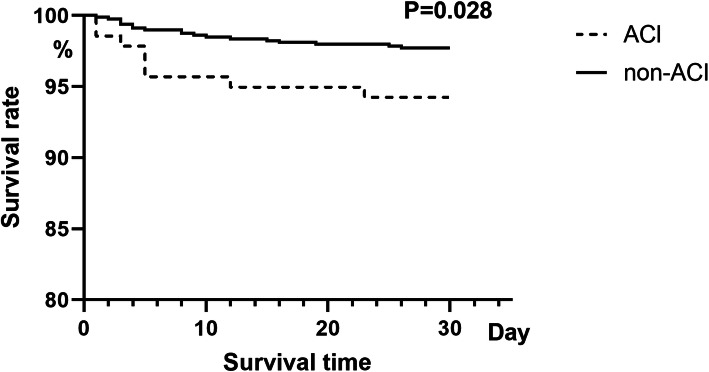 P=0.028
ACI
non-ACI
Survival rate
%
100
95
90
85
80
0
10
20
30
Day
Survival time